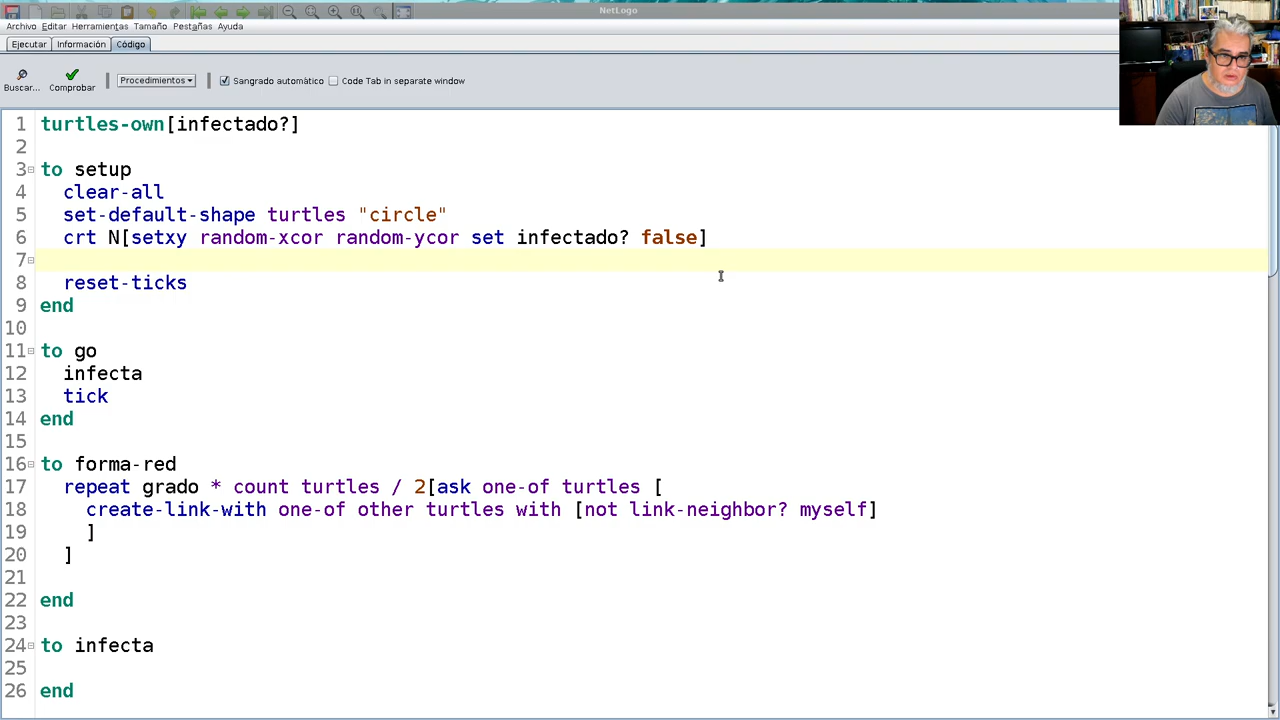 NetLogo
Archivo Editar Herramientas Tamaño Pestañas Ayuda
Ejecutar Información Código
Buscar... Comprobar Procedimientos Sangrado automático Code Tab in separate window
1 turtles-own[infectado?]
2
3 to setup
4 clear-all
5 set-default-shape turtles "circle"
6 crt N[setxy random-xcor random-ycor set infectado? false]
7
8 reset-ticks
9 end
10
11 to go
12 infecta
13 tick
14 end
15
16 to forma-red
17 repeat grado * count turtles / 2[ask one-of turtles [
18 create-link-with one-of other turtles with [not link-neighbor? myself]
19 ]
20 ]
21
22 end
23
24 to infecta
25
26 end